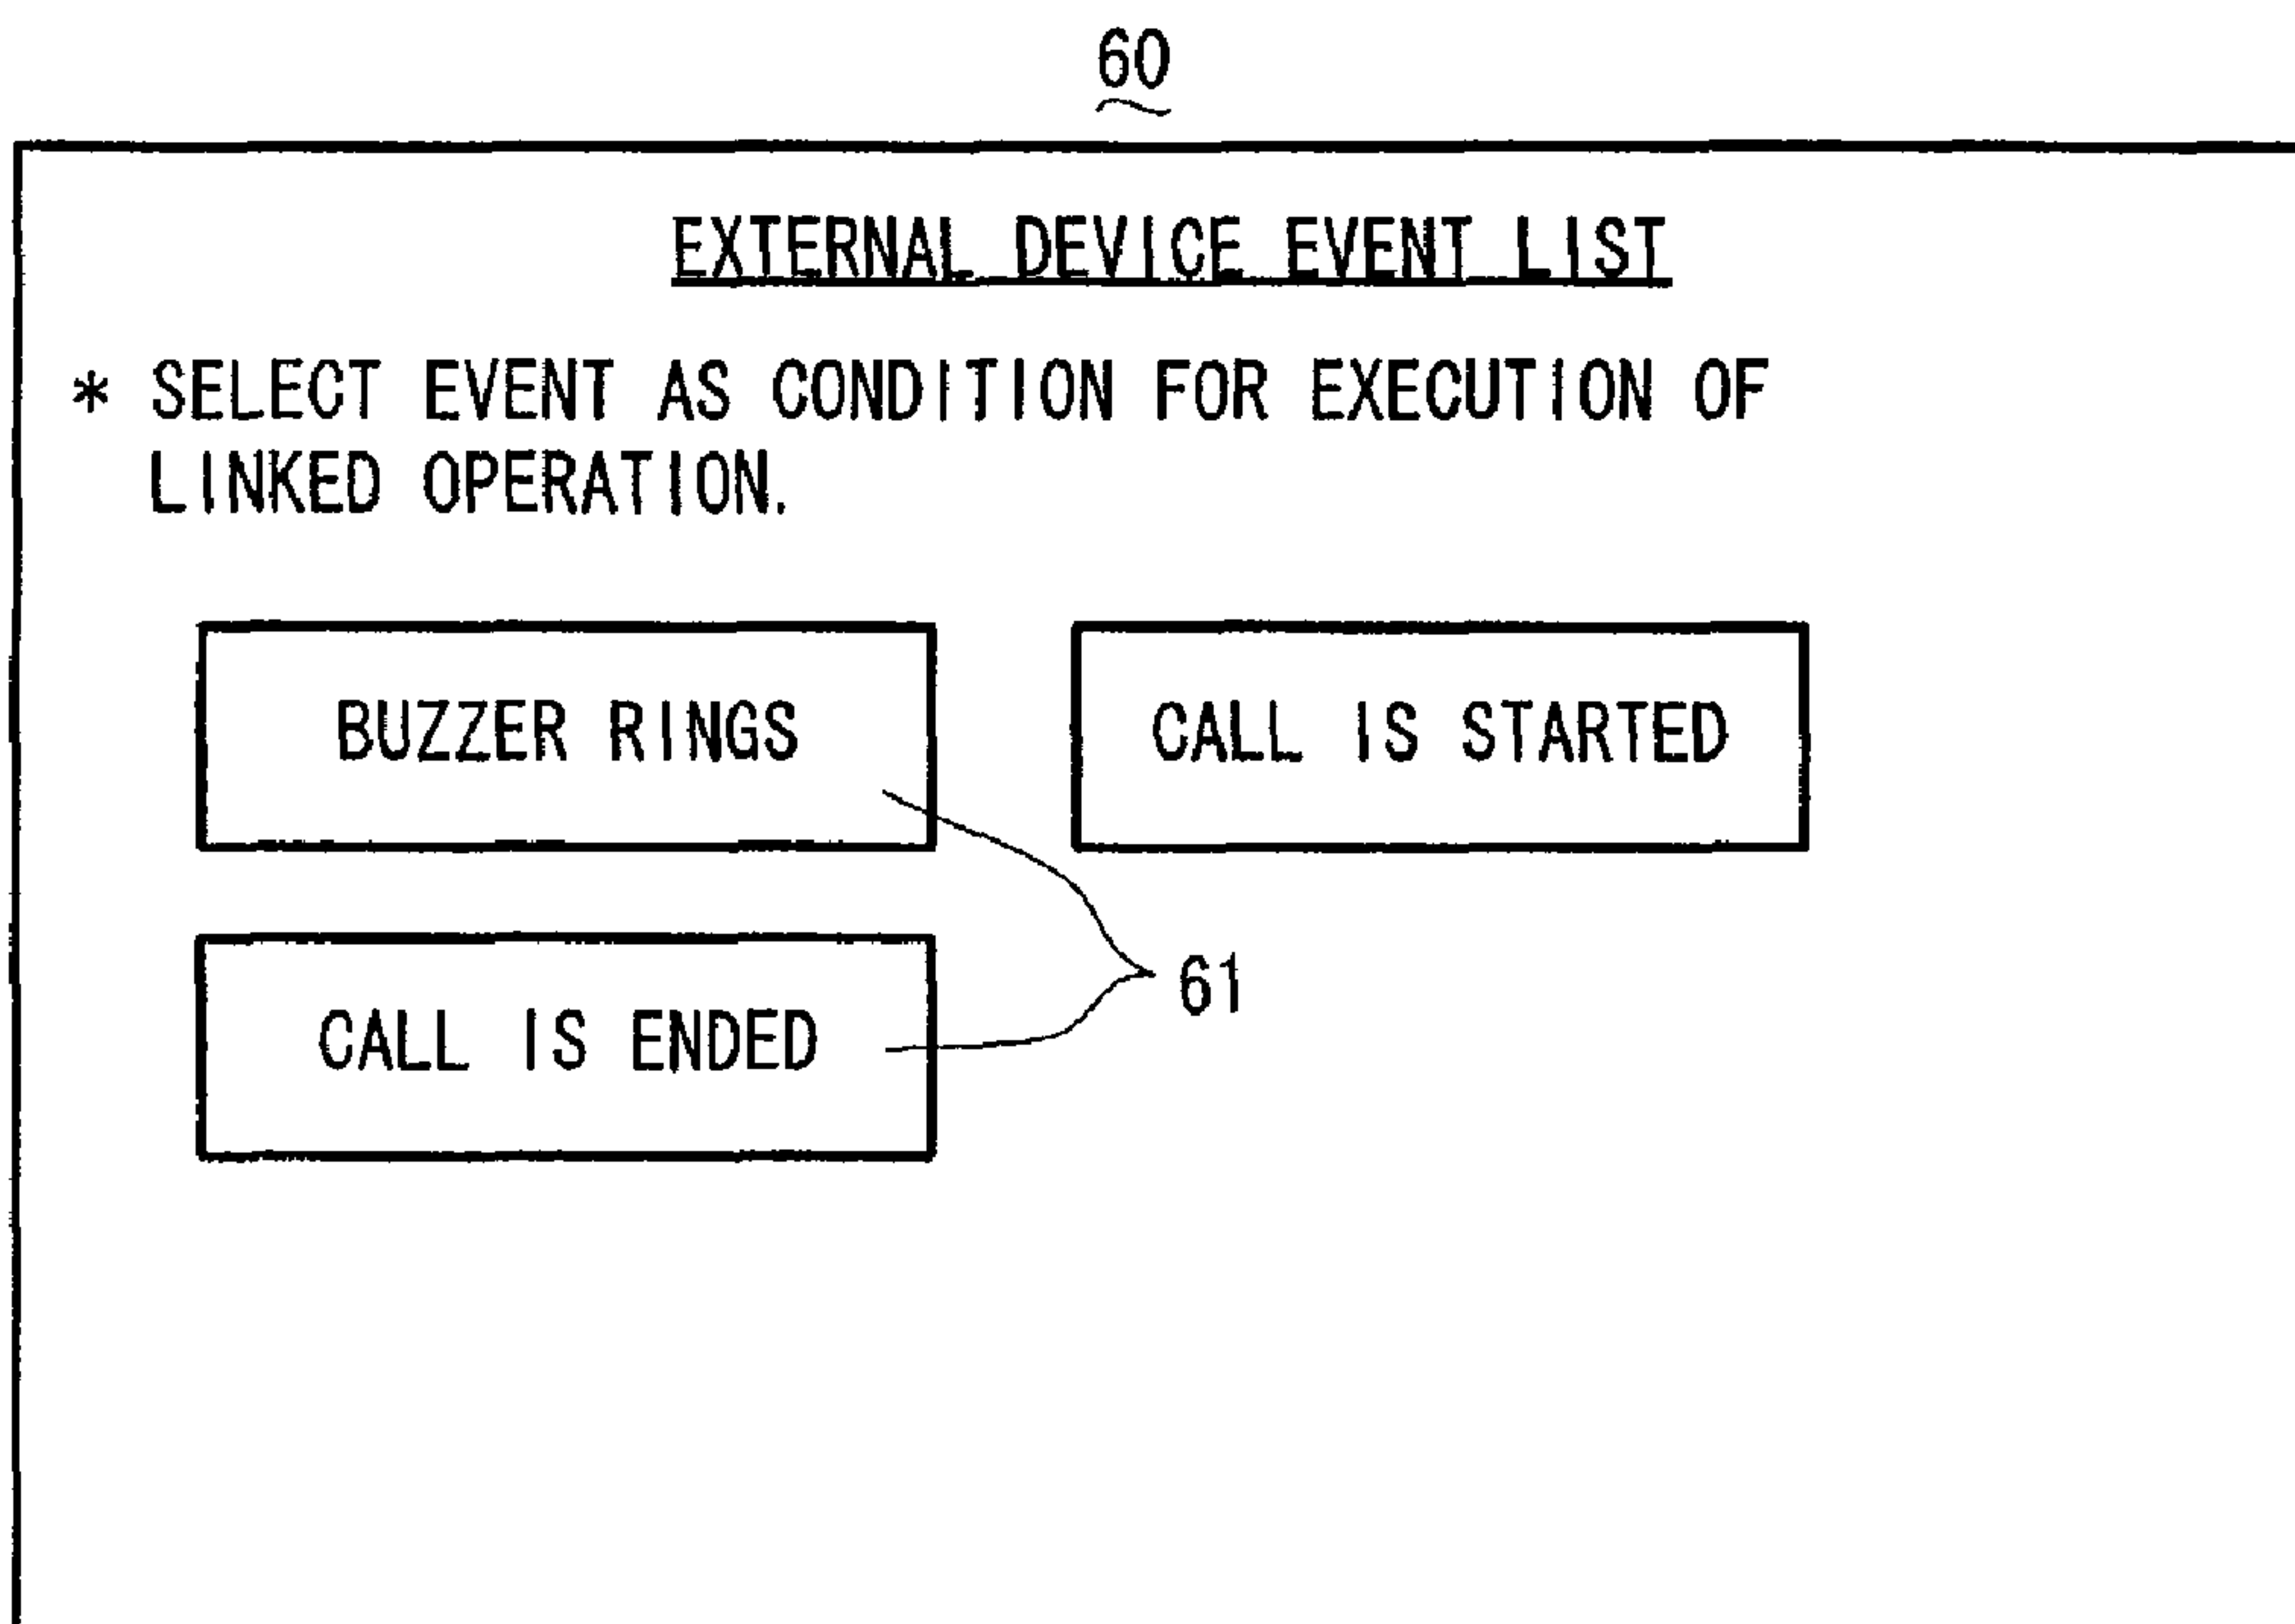 60
EXTERNAL DEVICE EVENT LIST
* SELECT EVENT AS CONDITION FOR EXECUTION OF
LINKED OPERATION.
BUZZER RINGS
CALL IS STARTED
61
CALL IS ENDED